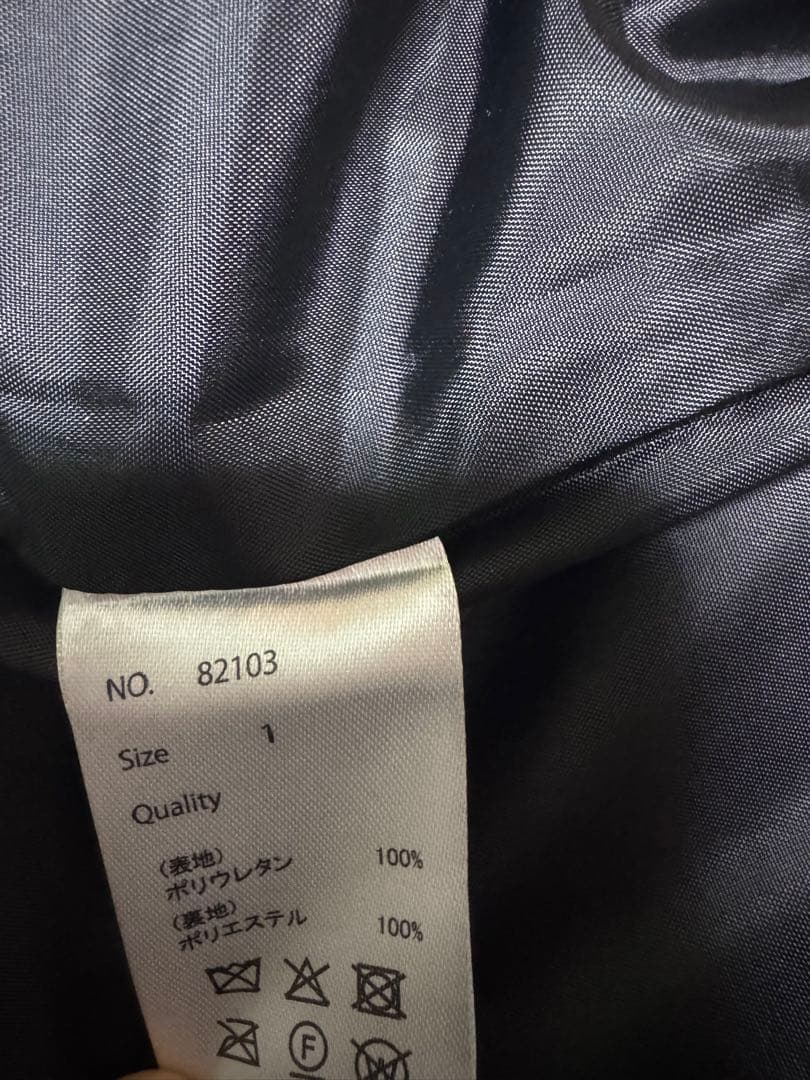 NO. 82103
Size 1
Quality
(表地)
ポリウレタン 100%
(裏地)
ポリエステル 100%
F